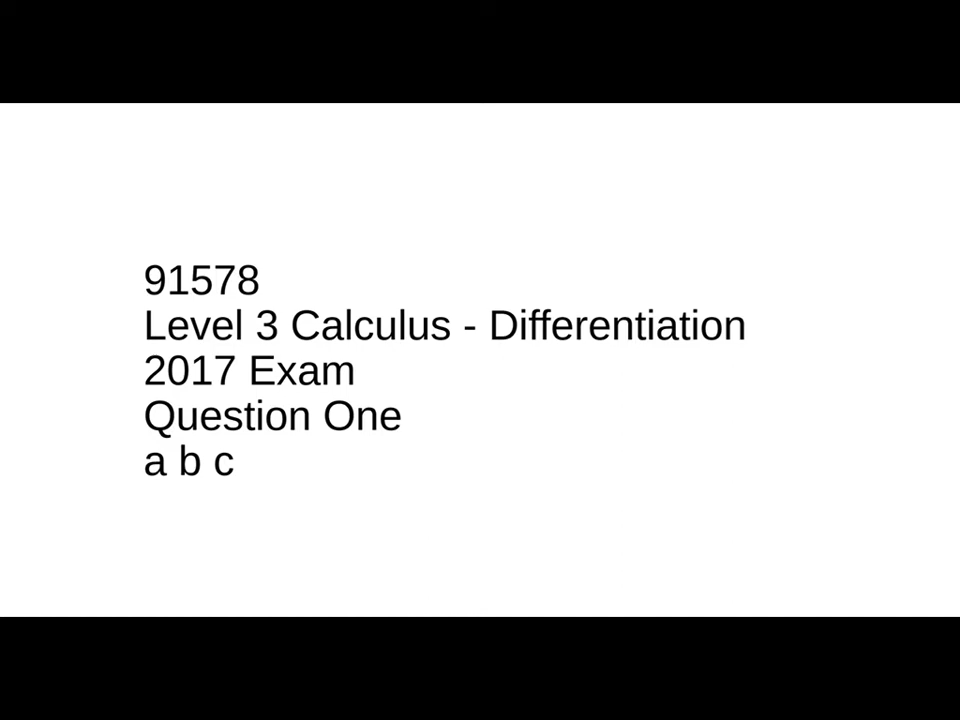 91578
Level 3 Calculus - Differentiation
2017 Exam
Question One
a b c